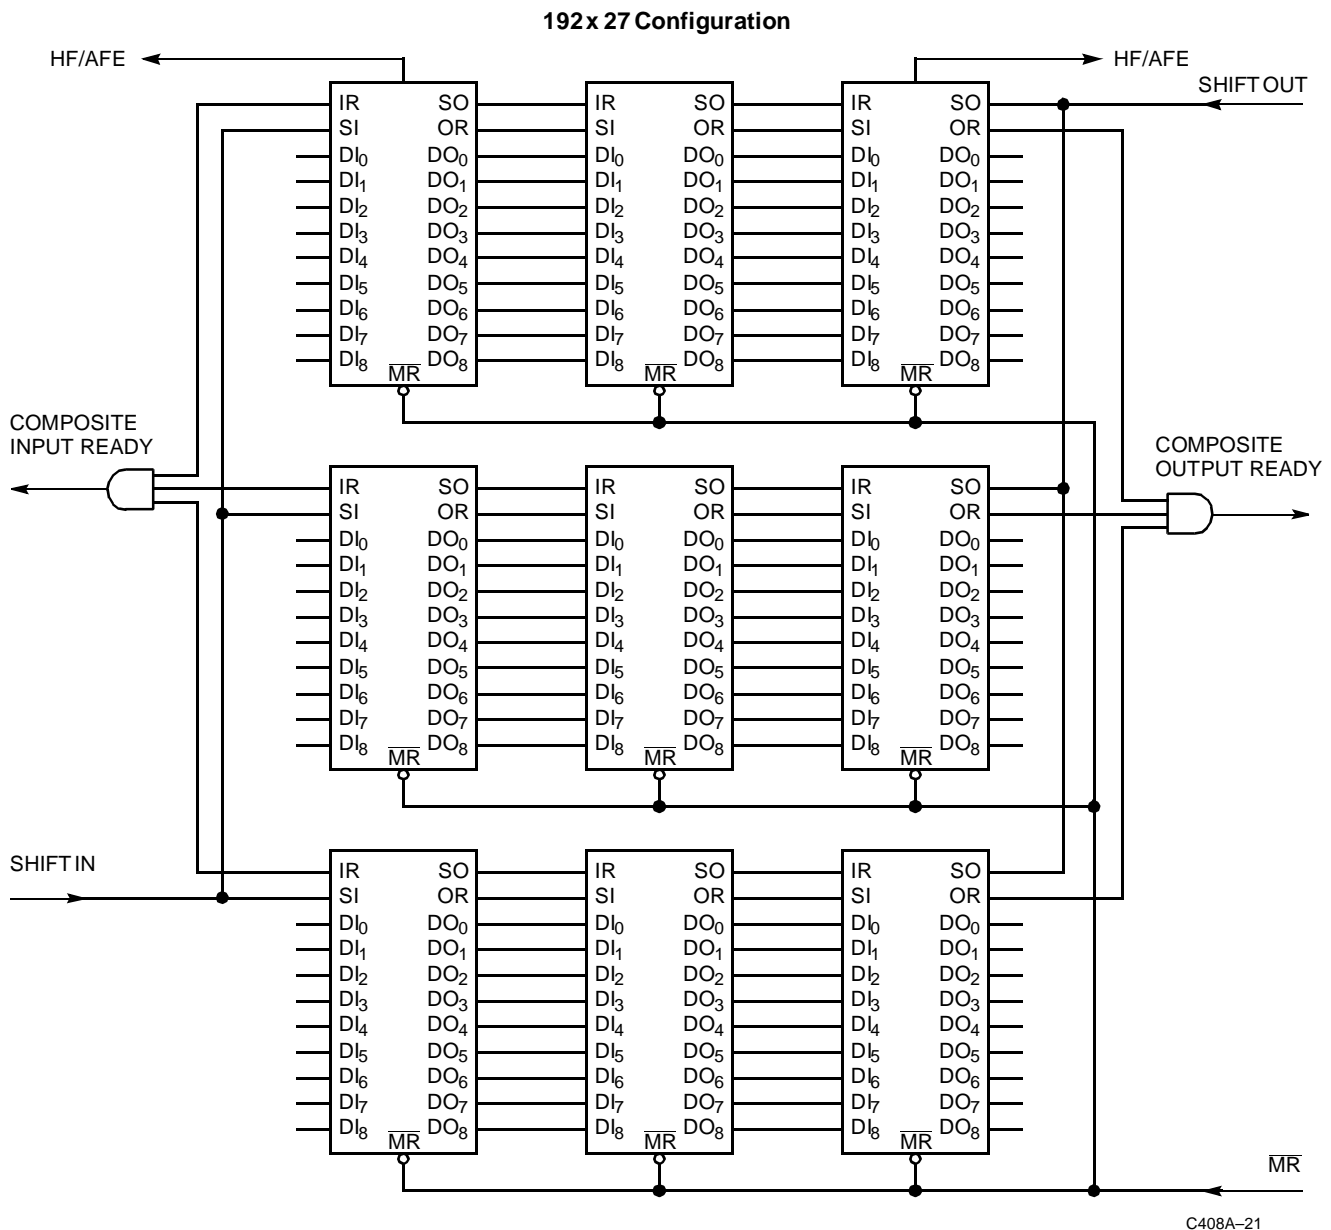 192 x 27 Configuration
HF/AFE HF/AFE
SHIFT OUT
IR SO IR SO IR SO
SI OR SI OR SI OR
DI0 DO0 DI0 DO0 DI0 DO0
DI1 DO1 DI1 DO1 DI1 DO1
DI2 DO2 DI2 DO2 DI2 DO2
DI3 DO3 DI3 DO3 DI3 DO3
DI4 DO4 DI4 DO4 DI4 DO4
DI5 DO5 DI5 DO5 DI5 DO5
DI6 DO6 DI6 DO6 DI6 DO6
DI7 DO7 DI7 DO7 DI7 DO7
DI8 DO8 DI8 DO8 DI8 DO8
MR MR MR
COMPOSITE
INPUT READY
COMPOSITE
OUTPUT READY
IR SO IR SO IR SO
SI OR SI OR SI OR
DI0 DO0 DI0 DO0 DI0 DO0
DI1 DO1 DI1 DO1 DI1 DO1
DI2 DO2 DI2 DO2 DI2 DO2
DI3 DO3 DI3 DO3 DI3 DO3
DI4 DO4 DI4 DO4 DI4 DO4
DI5 DO5 DI5 DO5 DI5 DO5
DI6 DO6 DI6 DO6 DI6 DO6
DI7 DO7 DI7 DO7 DI7 DO7
DI8 DO8 DI8 DO8 DI8 DO8
MR MR MR
SHIFT IN
IR SO IR SO IR SO
SI OR SI OR SI OR
DI0 DO0 DI0 DO0 DI0 DO0
DI1 DO1 DI1 DO1 DI1 DO1
DI2 DO2 DI2 DO2 DI2 DO2
DI3 DO3 DI3 DO3 DI3 DO3
DI4 DO4 DI4 DO4 DI4 DO4
DI5 DO5 DI5 DO5 DI5 DO5
DI6 DO6 DI6 DO6 DI6 DO6
DI7 DO7 DI7 DO7 DI7 DO7
DI8 DO8 DI8 DO8 DI8 DO8
MR MR MR
MR
C408A–21